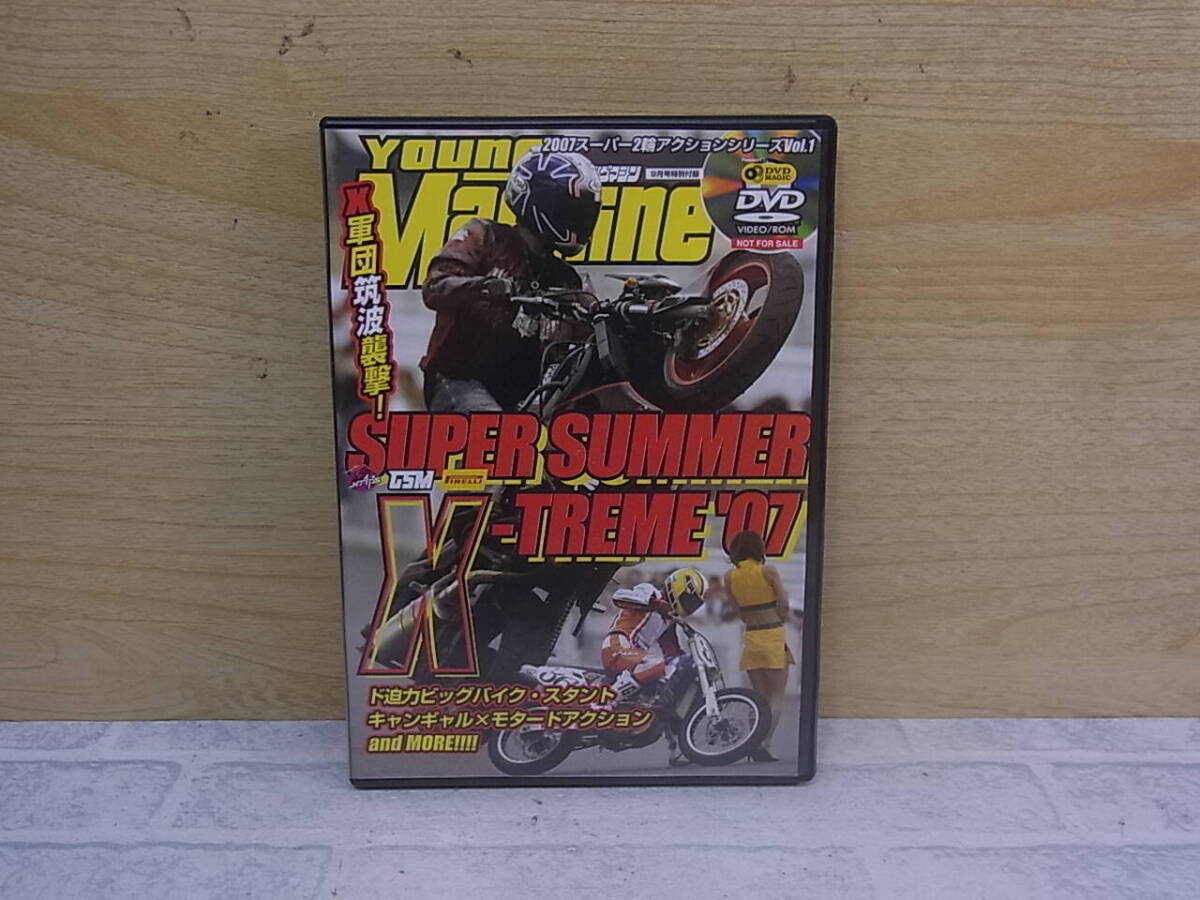 2007スーパー2輪アクションシリーズVol.1
YOUNG
Machine
グマシン
9月号特別付録
DVD MAGIC
DVD
VIDEO/ROM
NOT FOR SALE
X軍団筑波襲撃!
SUPER SUMMER
GSM
PIRELLI
X-TREME '07
ド迫力ビッグバイク・スタント
キャンギャル×モタードアクション
and MORE!!!!